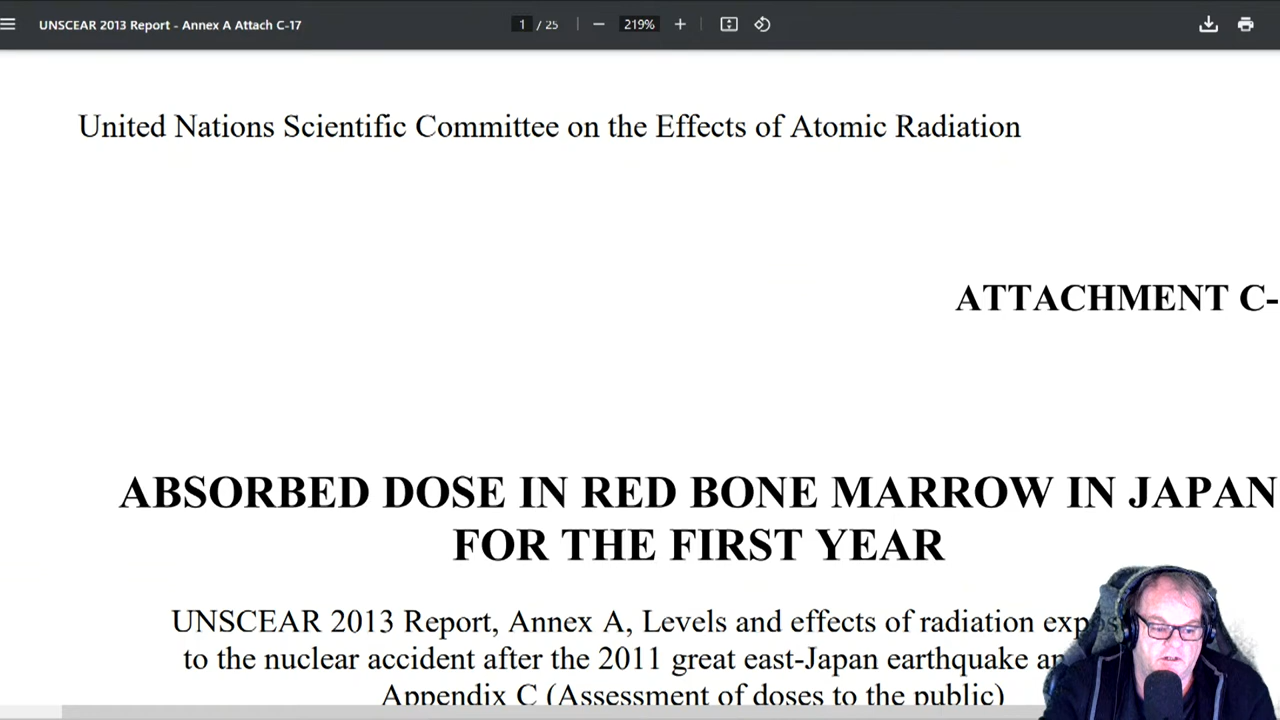 UNSCEAR 2013 Report - Annex A Attach C-17
1 / 25
219%
United Nations Scientific Committee on the Effects of Atomic Radiation
ATTACHMENT C-
ABSORBED DOSE IN RED BONE MARROW IN JAPAN
FOR THE FIRST YEAR
UNSCEAR 2013 Report, Annex A, Levels and effects of radiation
to the nuclear accident after the 2011 great east-Japan earthquake
Appendix C (Assessment of doses to the public)